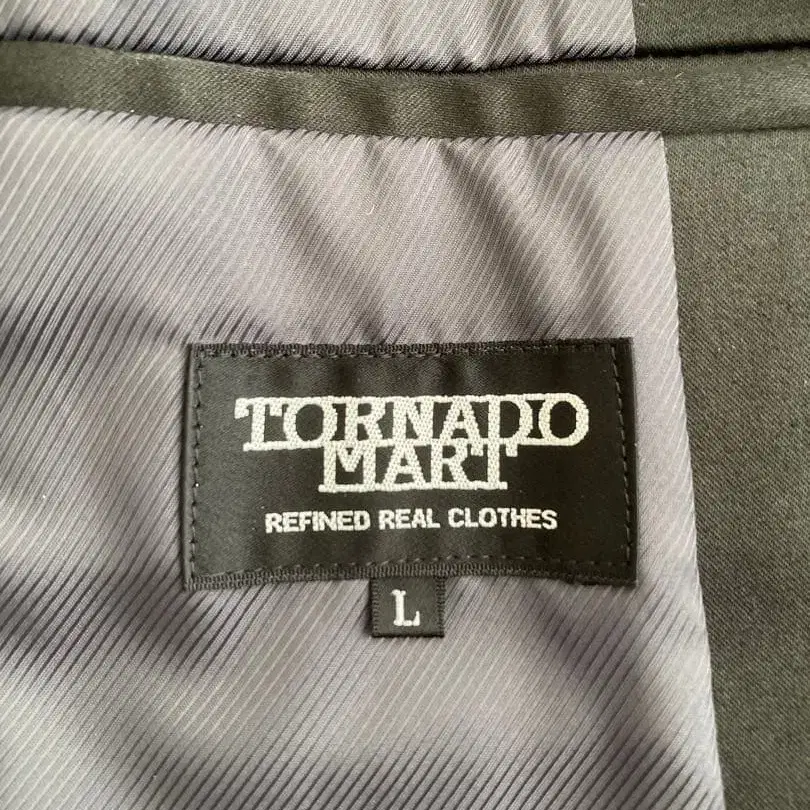 TORNADO
MART
REFINED REAL CLOTHES
L